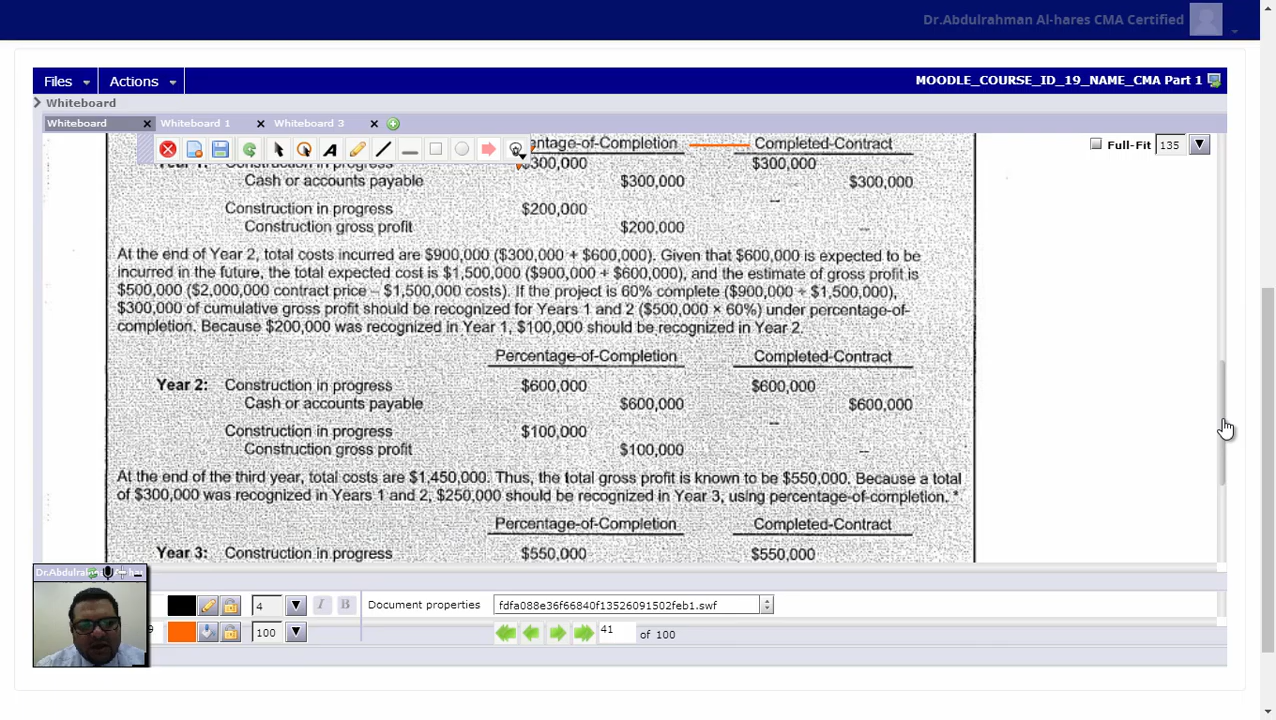 Dr.Abdulrahman Al-hares CMA Certified
Files Actions MOODLE_COURSE_ID_19_NAME_CMA Part 1
Whiteboard
Whiteboard Whiteboard 1 Whiteboard 3
entage-of-Completion Completed-Contract Full-Fit 135
Year 1: Construction in progress $300,000 $300,000
Cash or accounts payable $300,000 $300,000
Construction in progress $200,000 --
Construction gross profit $200,000 --
At the end of Year 2, total costs incurred are $900,000 ($300,000 + $600,000). Given that $600,000 is expected to be
incurred in the future, the total expected cost is $1,500,000 ($900,000 + $600,000), and the estimate of gross profit is
$500,000 ($2,000,000 contract price – $1,500,000 costs). If the project is 60% complete ($900,000 ÷ $1,500,000),
$300,000 of cumulative gross profit should be recognized for Years 1 and 2 ($500,000 × 60%) under percentage-of-
completion. Because $200,000 was recognized in Year 1, $100,000 should be recognized in Year 2.
Percentage-of-Completion Completed-Contract
Year 2: Construction in progress $600,000 $600,000
Cash or accounts payable $600,000 $600,000
Construction in progress $100,000 --
Construction gross profit $100,000 --
At the end of the third year, total costs are $1,450,000. Thus, the total gross profit is known to be $550,000. Because a total
of $300,000 was recognized in Years 1 and 2, $250,000 should be recognized in Year 3, using percentage-of-completion.
Percentage-of-Completion Completed-Contract
Year 3: Construction in progress $550,000 $550,000
4 I B Document properties fdfa088e36f66840f13526091502feb1.swf
100 41 of 100